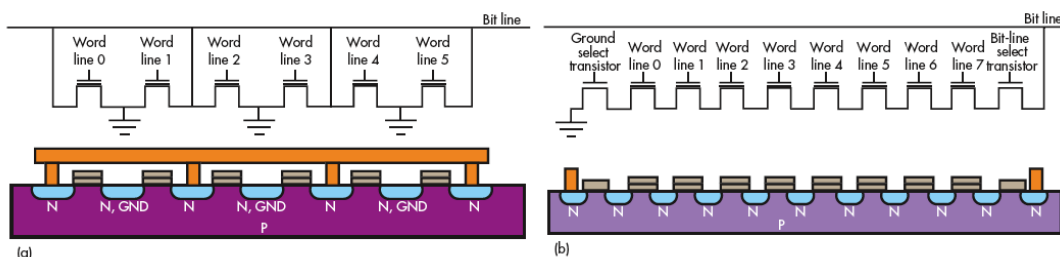 Bit line
Word line 0
Word line 1
Word line 2
Word line 3
Word line 4
Word line 5
N
N, GND
N
N, GND
N
N, GND
N
P
(a)
Bit line
Ground select transistor
Word line 0
Word line 1
Word line 2
Word line 3
Word line 4
Word line 5
Word line 6
Word line 7
Bit-line select transistor
N N N N N N N N N N
P
(b)